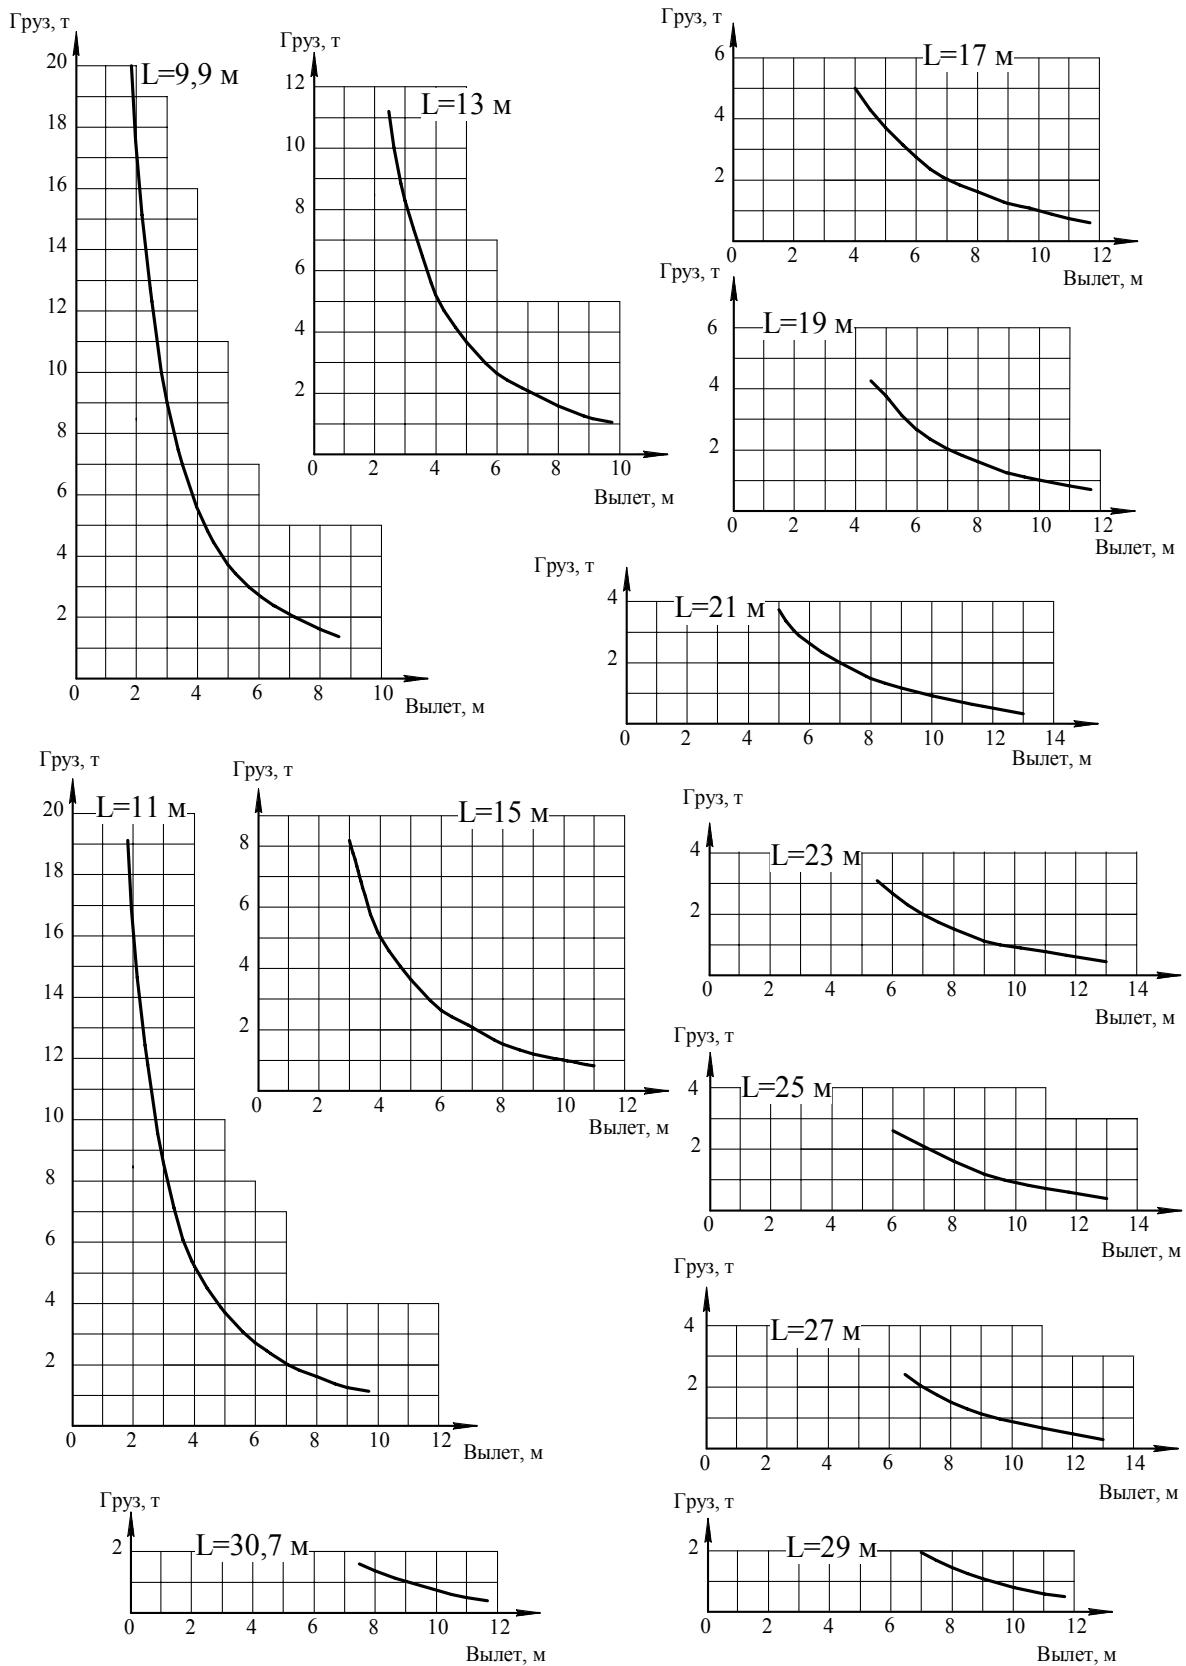 Груз, т
20
18
16
14
12
10
8
6
4
2
L=9,9 м
0 2 4 6 8 10
Вылет, м
Груз, т
12
10
8
6
4
2
L=13 м
0 2 4 6 8 10
Вылет, м
Груз, т
6
4
2
L=17 м
0 2 4 6 8 10 12
Вылет, м
Груз, т
6
4
2
L=19 м
0 2 4 6 8 10 12
Вылет, м
Груз, т
4
2
L=21 м
0 2 4 6 8 10 12 14
Вылет, м
Груз, т
20
18
16
14
12
10
8
6
4
2
L=11 м
0 2 4 6 8 10 12
Вылет, м
Груз, т
8
6
4
2
L=15 м
0 2 4 6 8 10 12
Вылет, м
Груз, т
4
2
L=23 м
0 2 4 6 8 10 12 14
Вылет, м
Груз, т
4
2
L=25 м
0 2 4 6 8 10 12 14
Вылет, м
Груз, т
4
2
L=27 м
0 2 4 6 8 10 12 14
Вылет, м
Груз, т
2
L=30,7 м
0 2 4 6 8 10 12
Вылет, м
Груз, т
2
L=29 м
0 2 4 6 8 10 12
Вылет, м